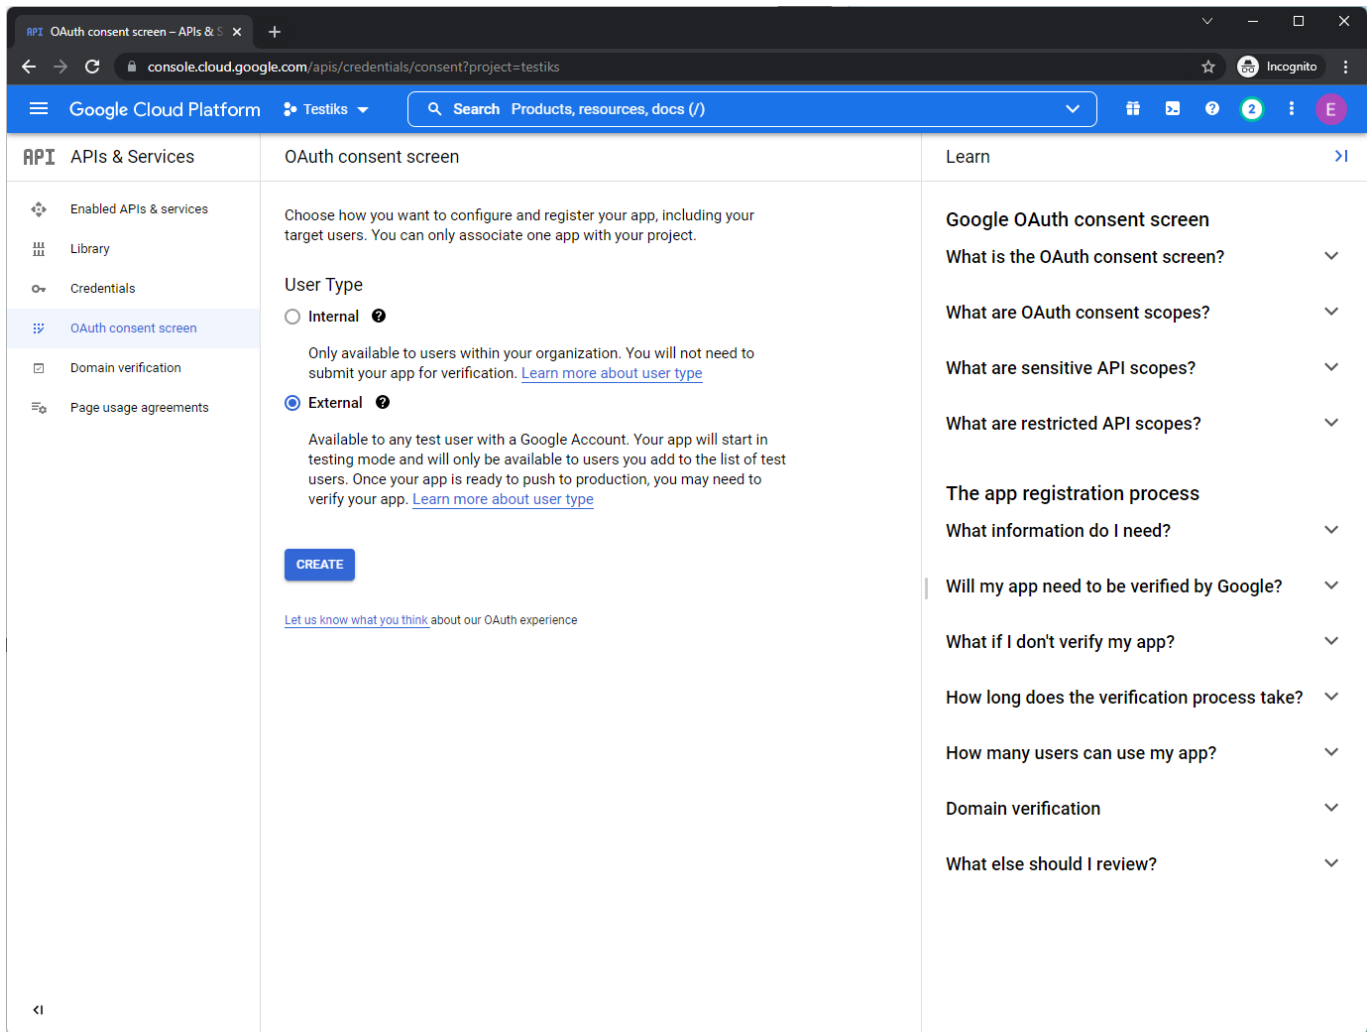 API OAuth consent screen – APIs & S
console.cloud.google.com/apis/credentials/consent?project=testiks
Incognito
Google Cloud Platform
Testiks
Search Products, resources, docs (/)
2
E
API APIs & Services
Enabled APIs & services
Library
Credentials
OAuth consent screen
Domain verification
Page usage agreements
OAuth consent screen
Choose how you want to configure and register your app, including your
target users. You can only associate one app with your project.
User Type
Internal
Only available to users within your organization. You will not need to
submit your app for verification. Learn more about user type
External
Available to any test user with a Google Account. Your app will start in
testing mode and will only be available to users you add to the list of test
users. Once your app is ready to push to production, you may need to
verify your app. Learn more about user type
CREATE
Let us know what you think about our OAuth experience
Learn
Google OAuth consent screen
What is the OAuth consent screen?
What are OAuth consent scopes?
What are sensitive API scopes?
What are restricted API scopes?
The app registration process
What information do I need?
Will my app need to be verified by Google?
What if I don't verify my app?
How long does the verification process take?
How many users can use my app?
Domain verification
What else should I review?